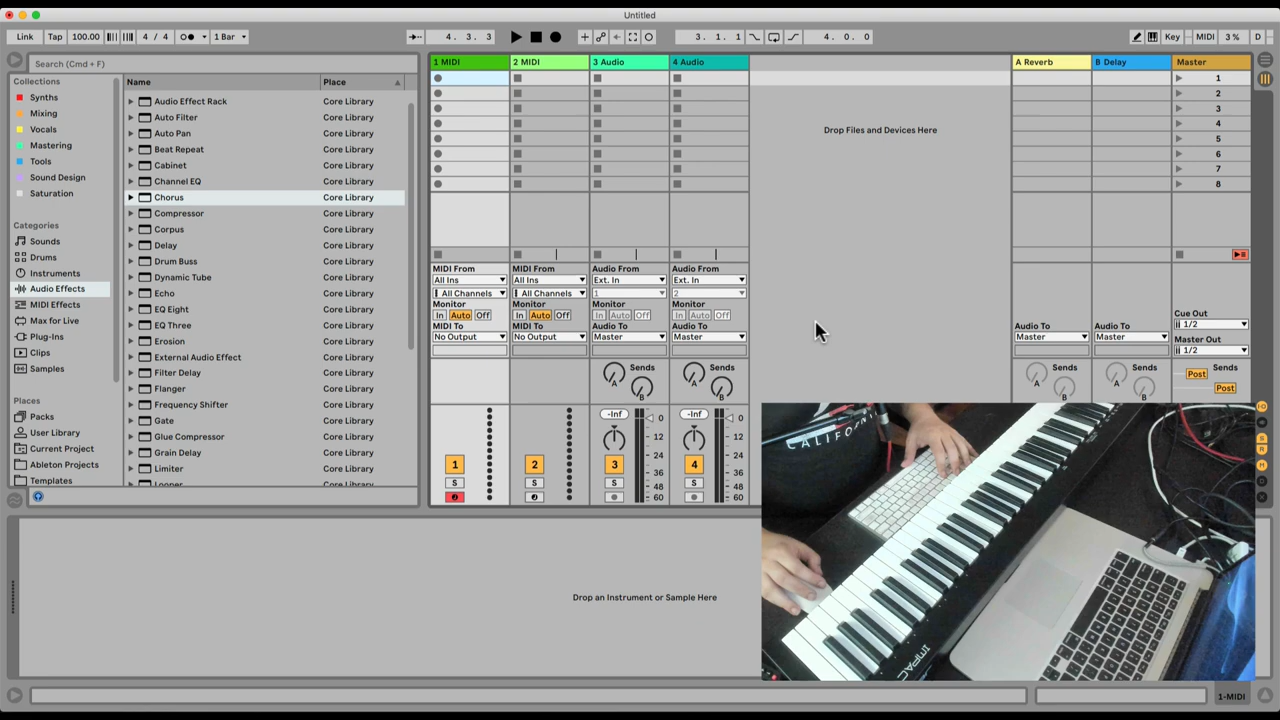 Untitled
Link Tap 100.00 4 / 4 1 Bar 4. 3. 3 3. 1. 1 4. 0. 0 Key MIDI 3 % D
Search (Cmd + F)
Collections
Synths
Mixing
Vocals
Mastering
Tools
Sound Design
Saturation
Categories
Sounds
Drums
Instruments
Audio Effects
MIDI Effects
Max for Live
Plug-Ins
Clips
Samples
Places
Packs
User Library
Current Project
Ableton Projects
Templates
Name Place
Audio Effect Rack Core Library
Auto Filter Core Library
Auto Pan Core Library
Beat Repeat Core Library
Cabinet Core Library
Channel EQ Core Library
Chorus Core Library
Compressor Core Library
Corpus Core Library
Delay Core Library
Drum Buss Core Library
Dynamic Tube Core Library
Echo Core Library
EQ Eight Core Library
EQ Three Core Library
Erosion Core Library
External Audio Effect Core Library
Filter Delay Core Library
Flanger Core Library
Frequency Shifter Core Library
Gate Core Library
Glue Compressor Core Library
Grain Delay Core Library
Limiter Core Library
Looper Core Library
1 MIDI 2 MIDI 3 Audio 4 Audio A Reverb B Delay Master
1
2
3
4
5
6
7
8
Drop Files and Devices Here
MIDI From MIDI From Audio From Audio From
All Ins All Ins Ext. In Ext. In
All Channels All Channels 1 2
Monitor Monitor Monitor Monitor
In Auto Off In Auto Off In Auto Off In Auto Off
MIDI To MIDI To Audio To Audio To Audio To Audio To
No Output No Output Master Master Master Master
Cue Out
1/2
Master Out
1/2
Sends Sends Sends Sends Sends
A A A A Post
B B B B Post
-Inf -Inf
0 0
12 12
24 24
36 36
48 48
60 60
1 2 3 4
S S S S
CALIFO
IMPAC
Drop an Instrument or Sample Here
1-MIDI